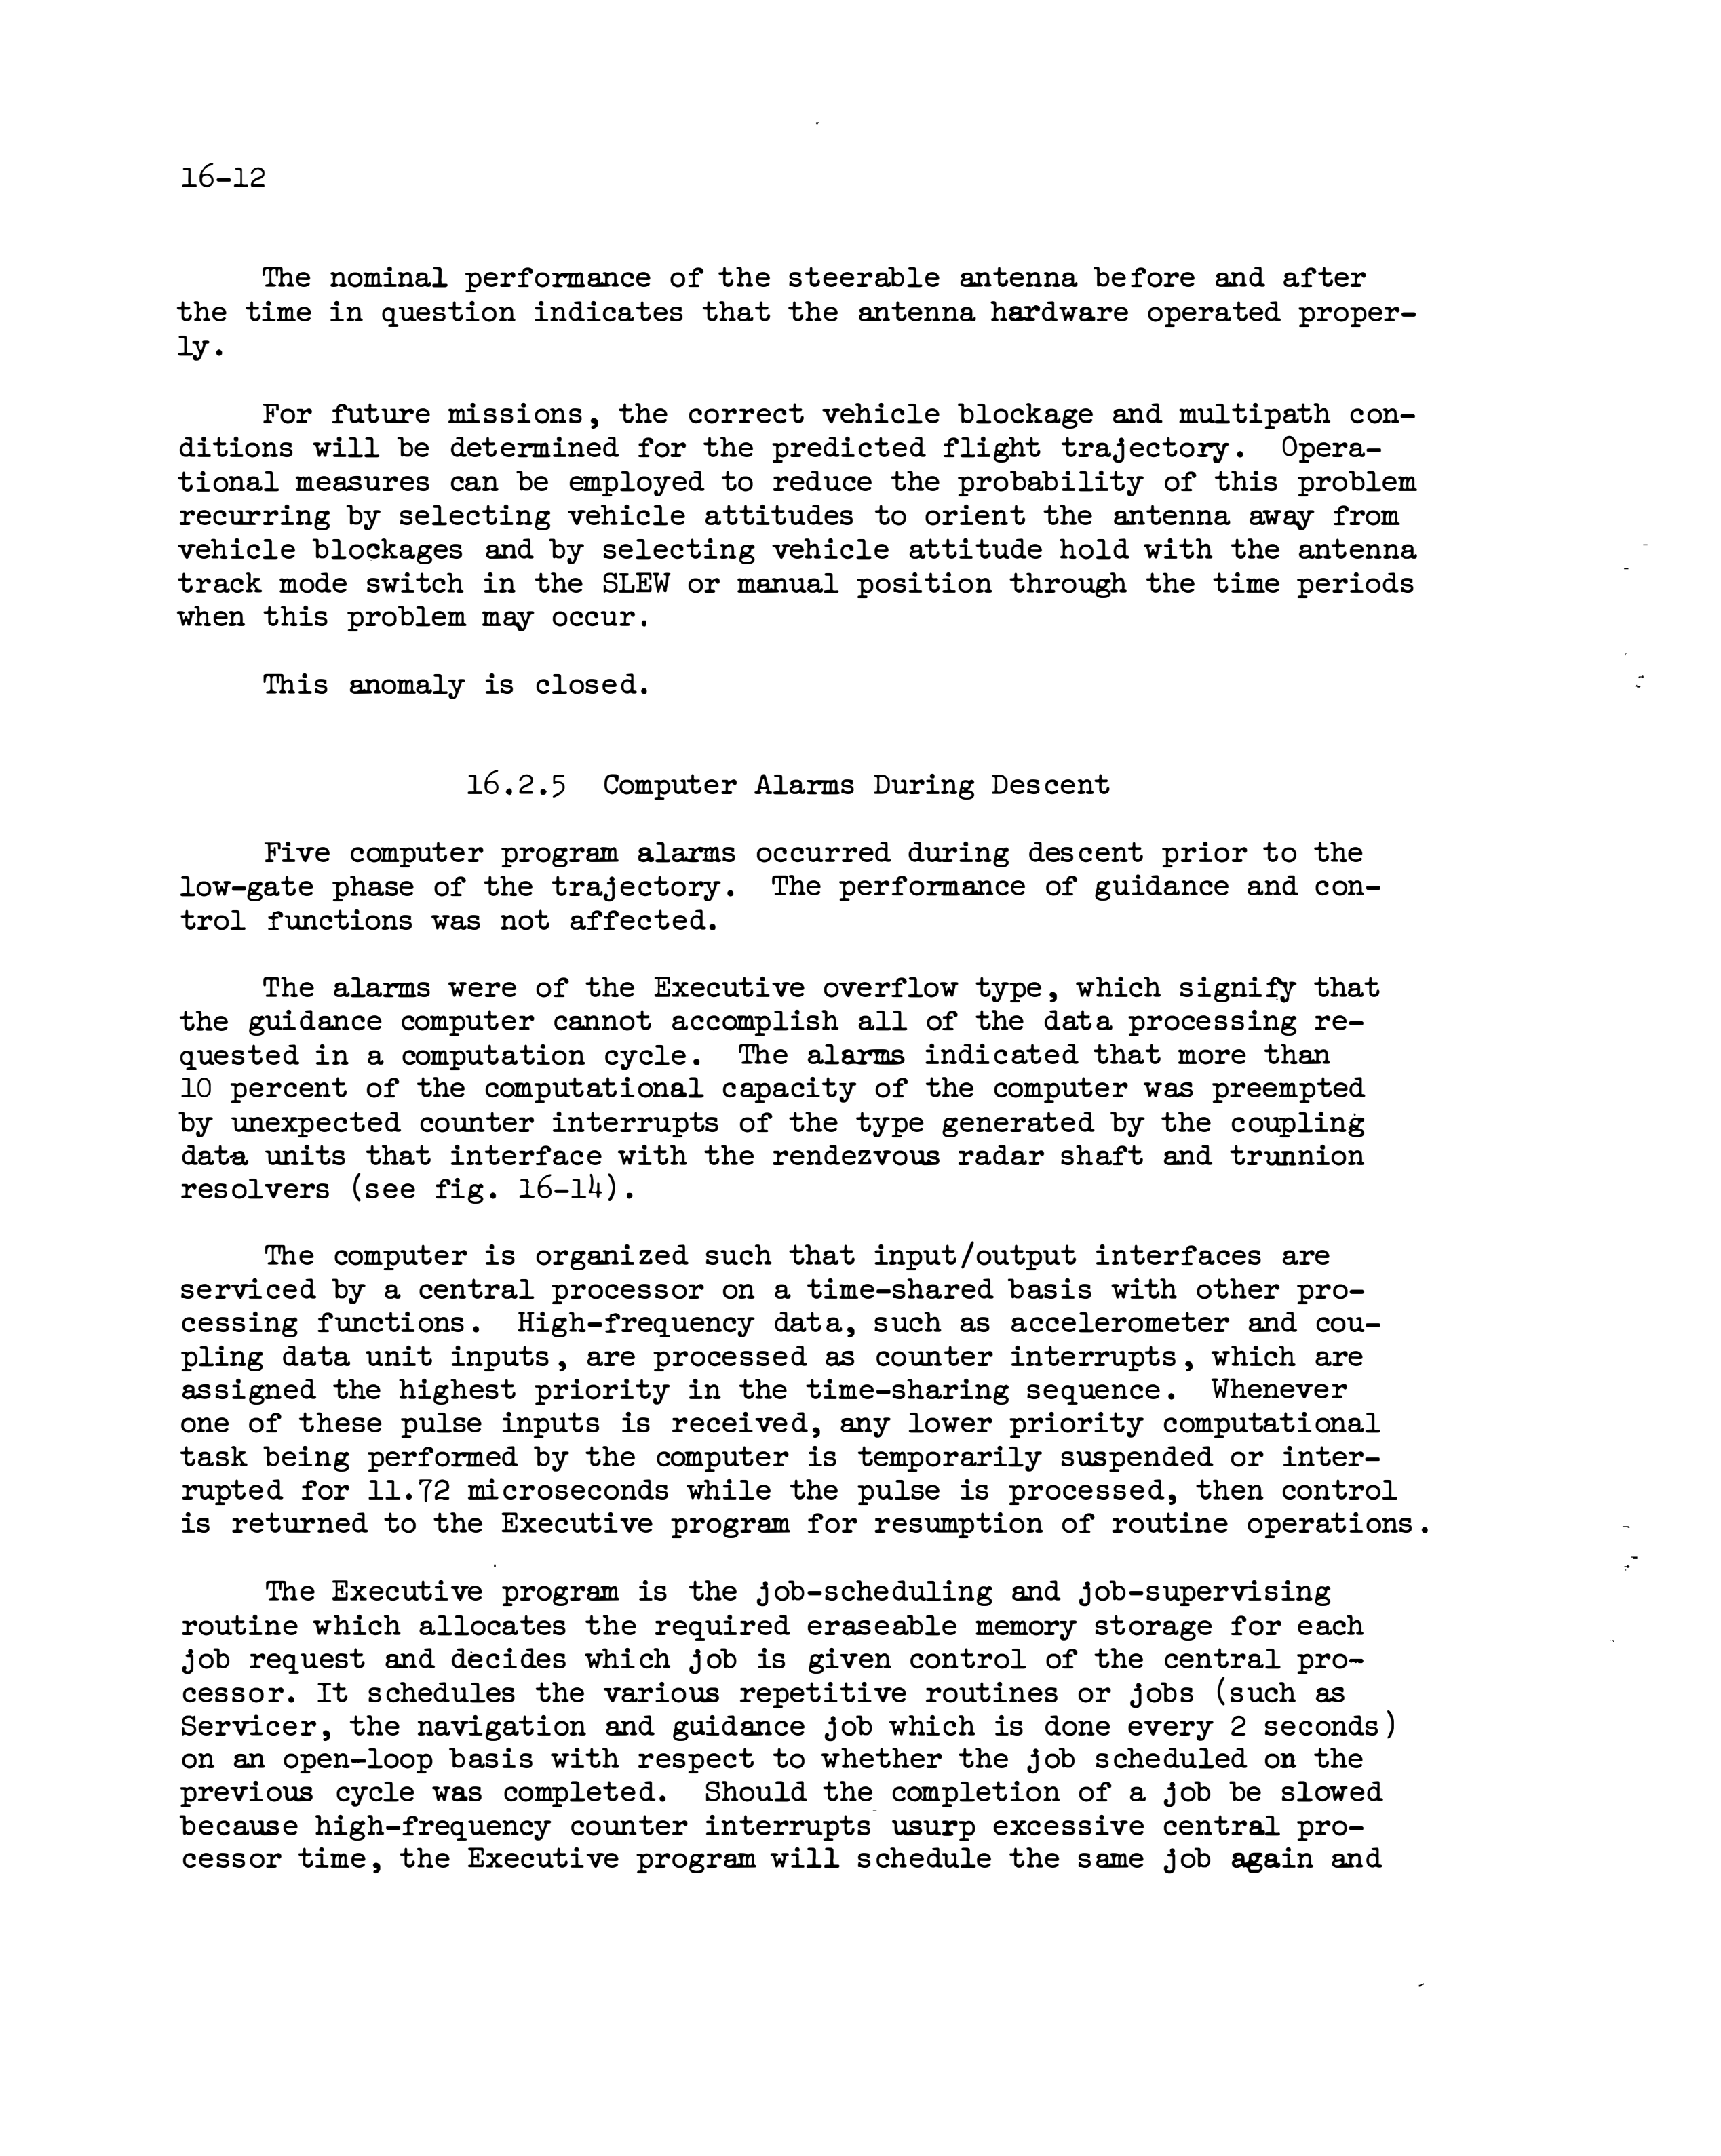 16-12
The nominal performance of the steerable antenna before and after
the time in question indicates that the antenna hardware operated proper-
ly.
For future missions, the correct vehicle blockage and multipath con-
ditions will be determined for the predicted flight trajectory. Opera-
tional measures can be employed to reduce the probability of this problem
recurring by selecting vehicle attitudes to orient the antenna away from
vehicle blockages and by selecting vehicle attitude hold with the antenna
track mode switch in the SLEW or manual position through the time periods
when this problem may occur.
This anomaly is closed.
16.2.5 Computer Alarms During Descent
Five computer program alarms occurred during descent prior to the
low-gate phase of the trajectory. The performance of guidance and con-
trol functions was not affected.
The alarms were of the Executive overflow type, which signify that
the guidance computer cannot accomplish all of the data processing re-
quested in a computation cycle. The alarms indicated that more than
10 percent of the computational capacity of the computer was preempted
by unexpected counter interrupts of the type generated by the coupling
data units that interface with the rendezvous radar shaft and trunnion
resolvers (see fig. 16-14).
The computer is organized such that input/output interfaces are
serviced by a central processor on a time-shared basis with other pro-
cessing functions. High-frequency data, such as accelerometer and cou-
pling data unit inputs, are processed as counter interrupts, which are
assigned the highest priority in the time-sharing sequence. Whenever
one of these pulse inputs is received, any lower priority computational
task being performed by the computer is temporarily suspended or inter-
rupted for 11.72 microseconds while the pulse is processed, then control
is returned to the Executive program for resumption of routine operations.
The Executive program is the job-scheduling and job-supervising
routine which allocates the required eraseable memory storage for each
job request and decides which job is given control of the central pro-
cessor. It schedules the various repetitive routines or jobs (such as
Servicer, the navigation and guidance job which is done every 2 seconds)
on an open-loop basis with respect to whether the job scheduled on the
previous cycle was completed. Should the completion of a job be slowed
because high-frequency counter interrupts usurp excessive central pro-
cessor time, the Executive program will schedule the same job again and